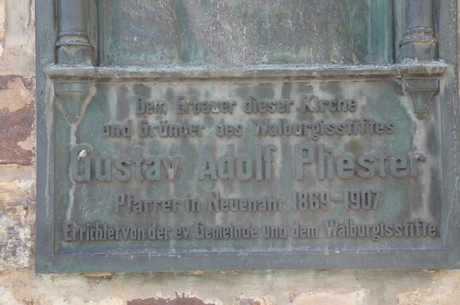 Dem Erbauer dieser Kirche
und Gründer des Walburgisstiftes
Gustav Adolf Pliester
Pfarrer in Neuenahr 1869-1907
Errichtet von der ev. Gemeinde und dem Walburgisstifte.